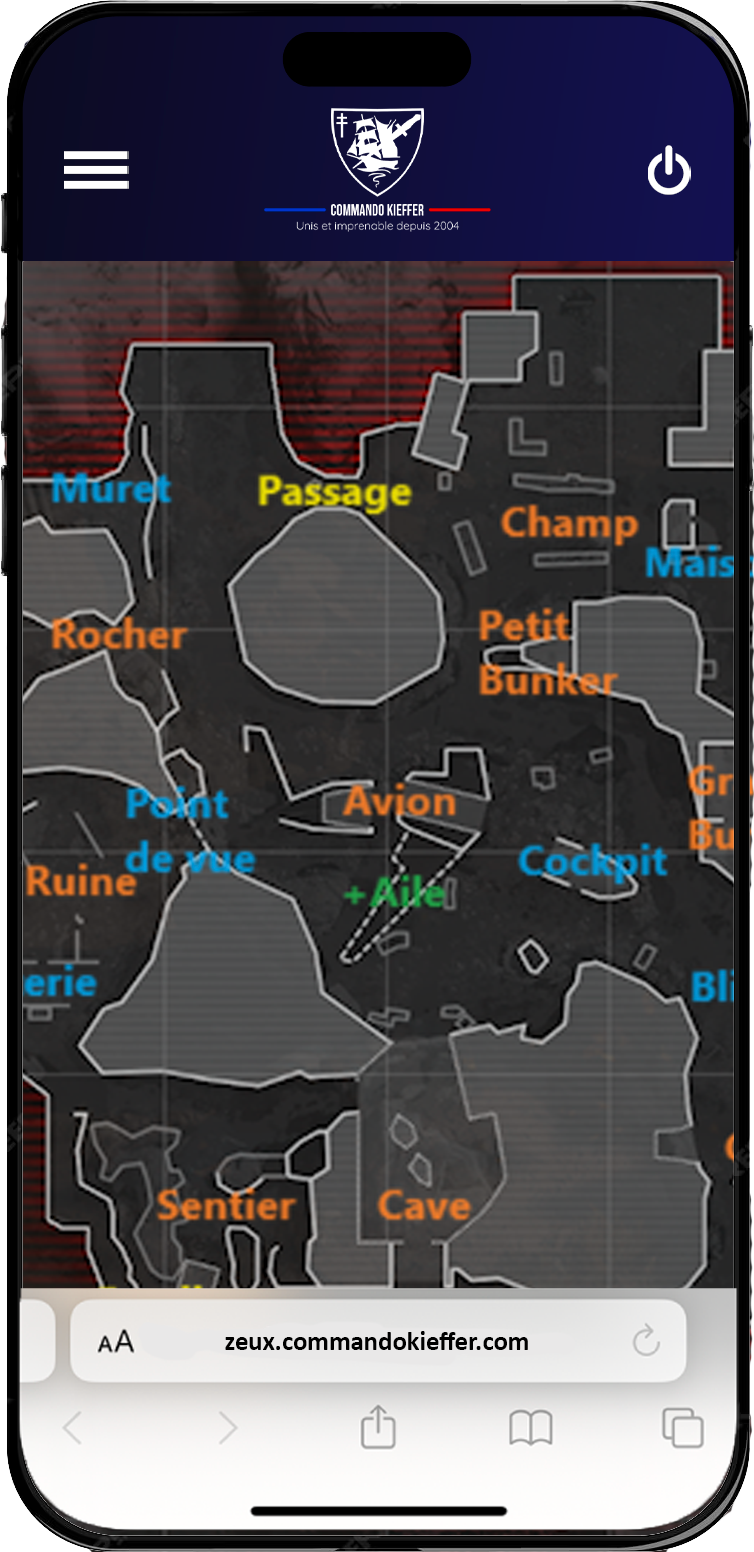 COMMANDO KIEFFER
Unis et imprenable depuis 2004
Muret
Passage
Champ
Mais
Rocher
Petit
Bunker
Gr
Bu
Point
de vue
Avion
Cockpit
Ruine
+Aile
erie
Bli
Sentier
Cave
AA
zeux.commandokieffer.com